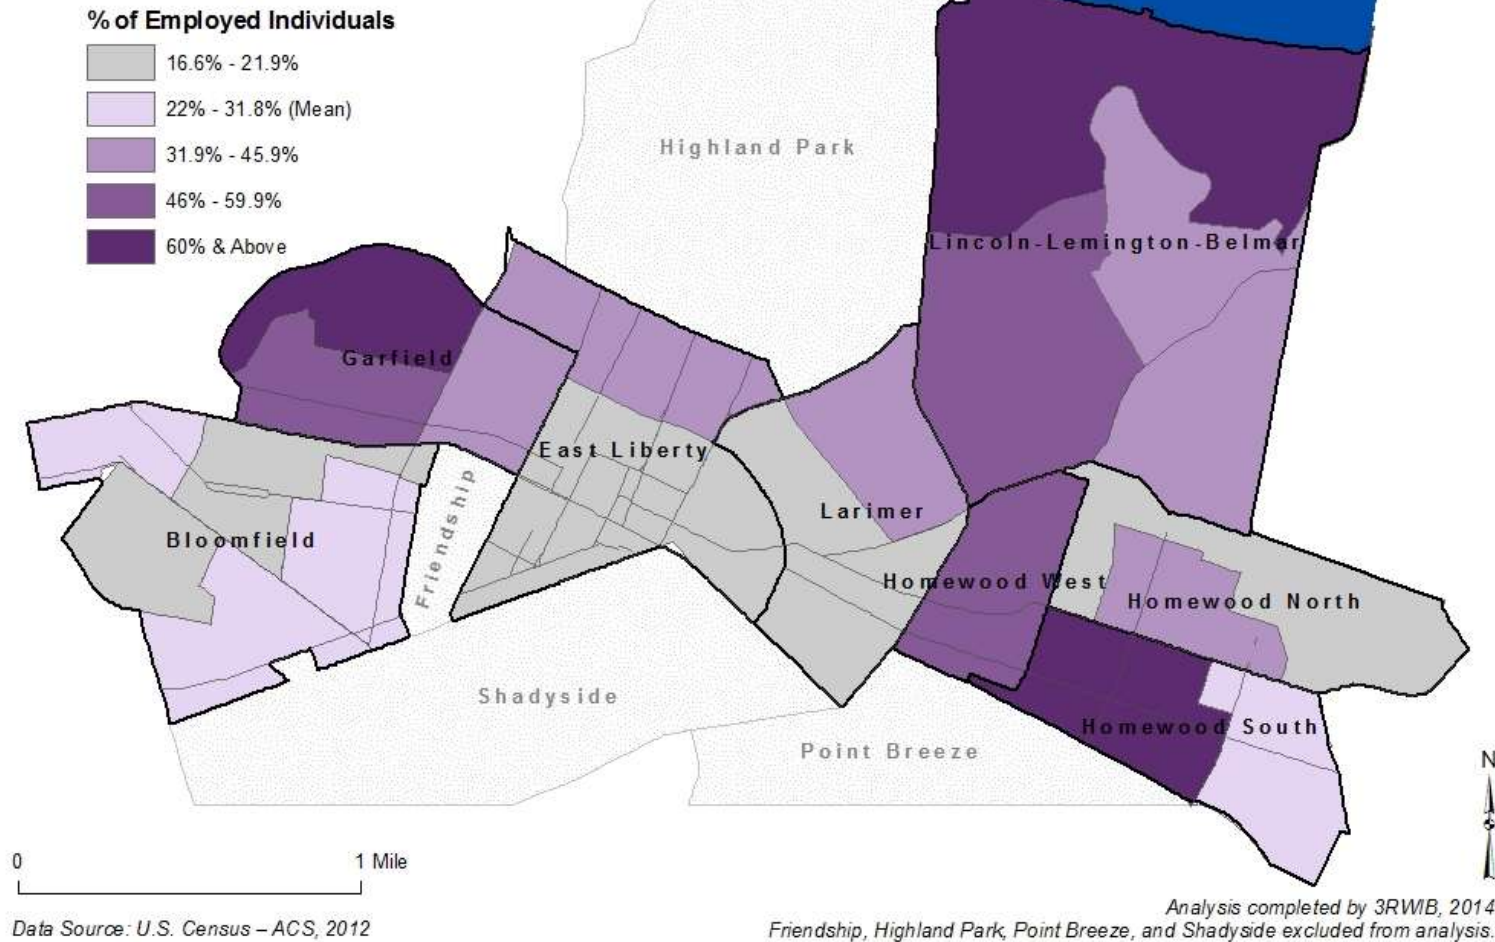 % of Employed Individuals
16.6% - 21.9%
22% - 31.8% (Mean)
31.9% - 45.9%
46% - 59.9%
60% & Above
Highland Park
Lincoln-Lemington-Belmar
Garfield
East Liberty
Larimer
Bloomfield
Friendship
Homewood West
Homewood North
Shadyside
Homewood South
Point Breeze
N
0 1 Mile
Analysis completed by 3RWIB, 2014
Data Source: U.S. Census – ACS, 2012
Friendship, Highland Park, Point Breeze, and Shadyside excluded from analysis.